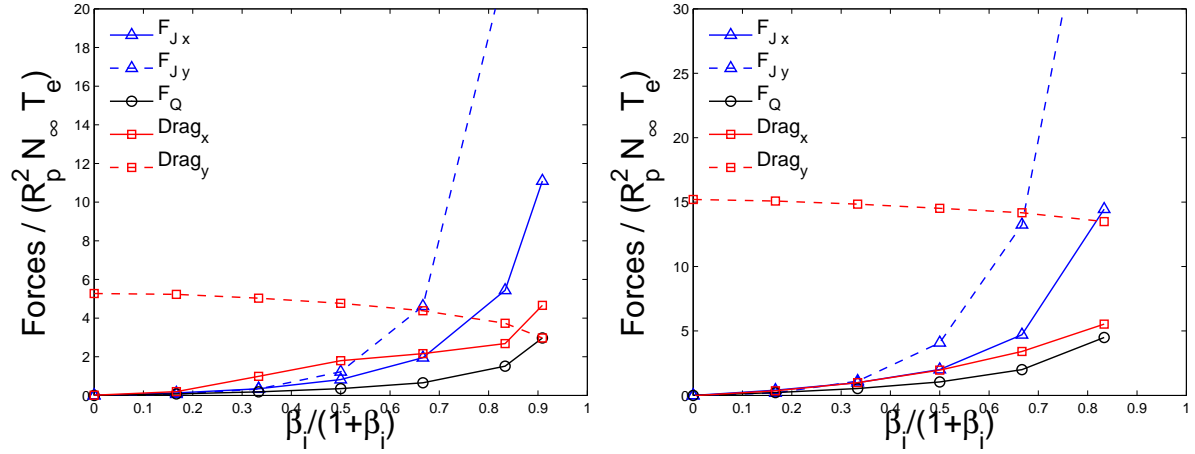 Forces / (R_p^2 N_∞ T_e)
20
18
16
14
12
10
8
6
4
2
0
F_{J x}
F_{J y}
F_Q
Drag_x
Drag_y
0 0.1 0.2 0.3 0.4 0.5 0.6 0.7 0.8 0.9 1
β_i/(1+β_i)
Forces / (R_p^2 N_∞ T_e)
30
25
20
15
10
5
0
F_{J x}
F_{J y}
F_Q
Drag_x
Drag_y
0 0.1 0.2 0.3 0.4 0.5 0.6 0.7 0.8 0.9 1
β_i/(1+β_i)